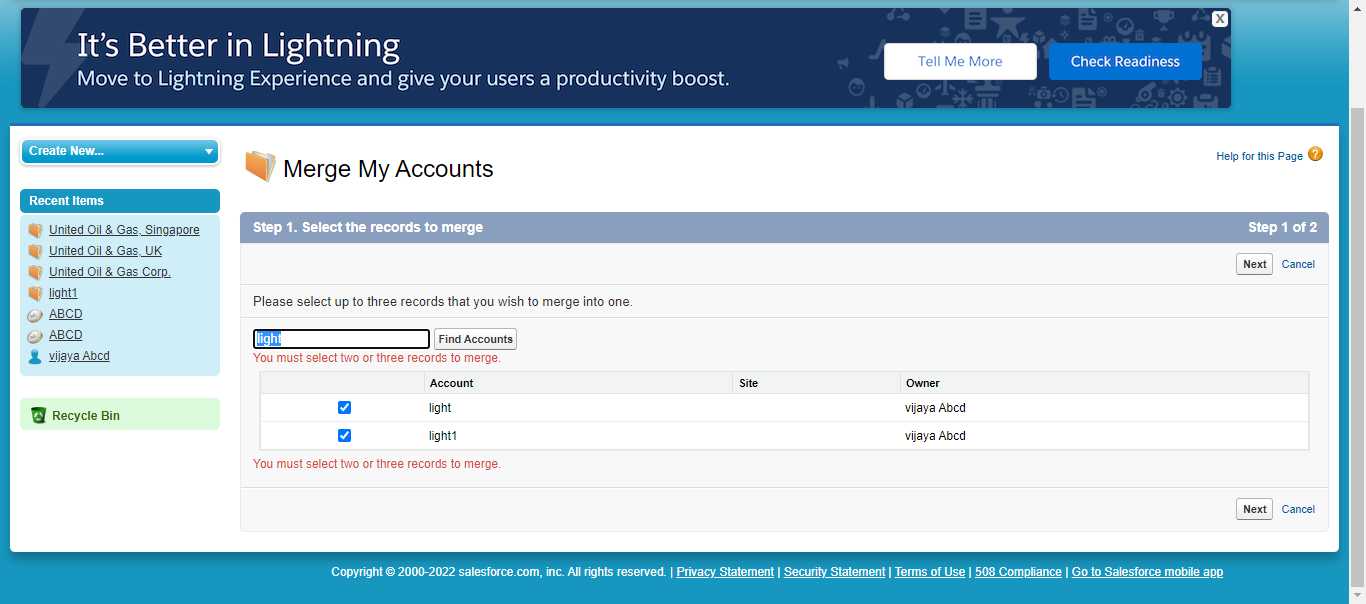 It's Better in Lightning
Move to Lightning Experience and give your users a productivity boost.
Tell Me More
Check Readiness
X
Create New...
Recent Items
United Oil & Gas, Singapore
United Oil & Gas, UK
United Oil & Gas Corp.
light1
ABCD
ABCD
vijaya Abcd
Recycle Bin
Merge My Accounts
Help for this Page ?
Step 1. Select the records to merge Step 1 of 2
Next Cancel
Please select up to three records that you wish to merge into one.
light Find Accounts
You must select two or three records to merge.
Account Site Owner
light vijaya Abcd
light1 vijaya Abcd
You must select two or three records to merge.
Next Cancel
Copyright © 2000-2022 salesforce.com, inc. All rights reserved. | Privacy Statement | Security Statement | Terms of Use | 508 Compliance | Go to Salesforce mobile app